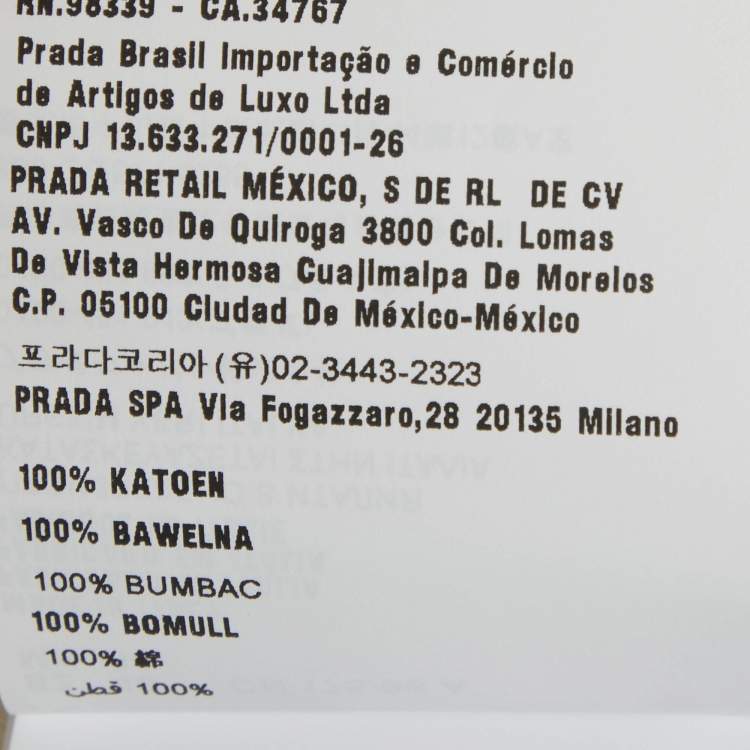 RN.98339 - CA.34767
Prada Brasil Importação e Comércio
de Artigos de Luxo Ltda
CNPJ 13.633.271/0001-26
PRADA RETAIL MÉXICO, S DE RL DE CV
AV. Vasco De Quiroga 3800 Col. Lomas
De Vista Hermosa Cuajimalpa De Morelos
C.P. 05100 Ciudad De México-México
프라다코리아(유)02-3443-2323
PRADA SPA Via Fogazzaro,28 20135 Milano
100% KATOEN
100% BAWELNA
100% BUMBAC
100% BOMULL
100% 綿
100% قطن